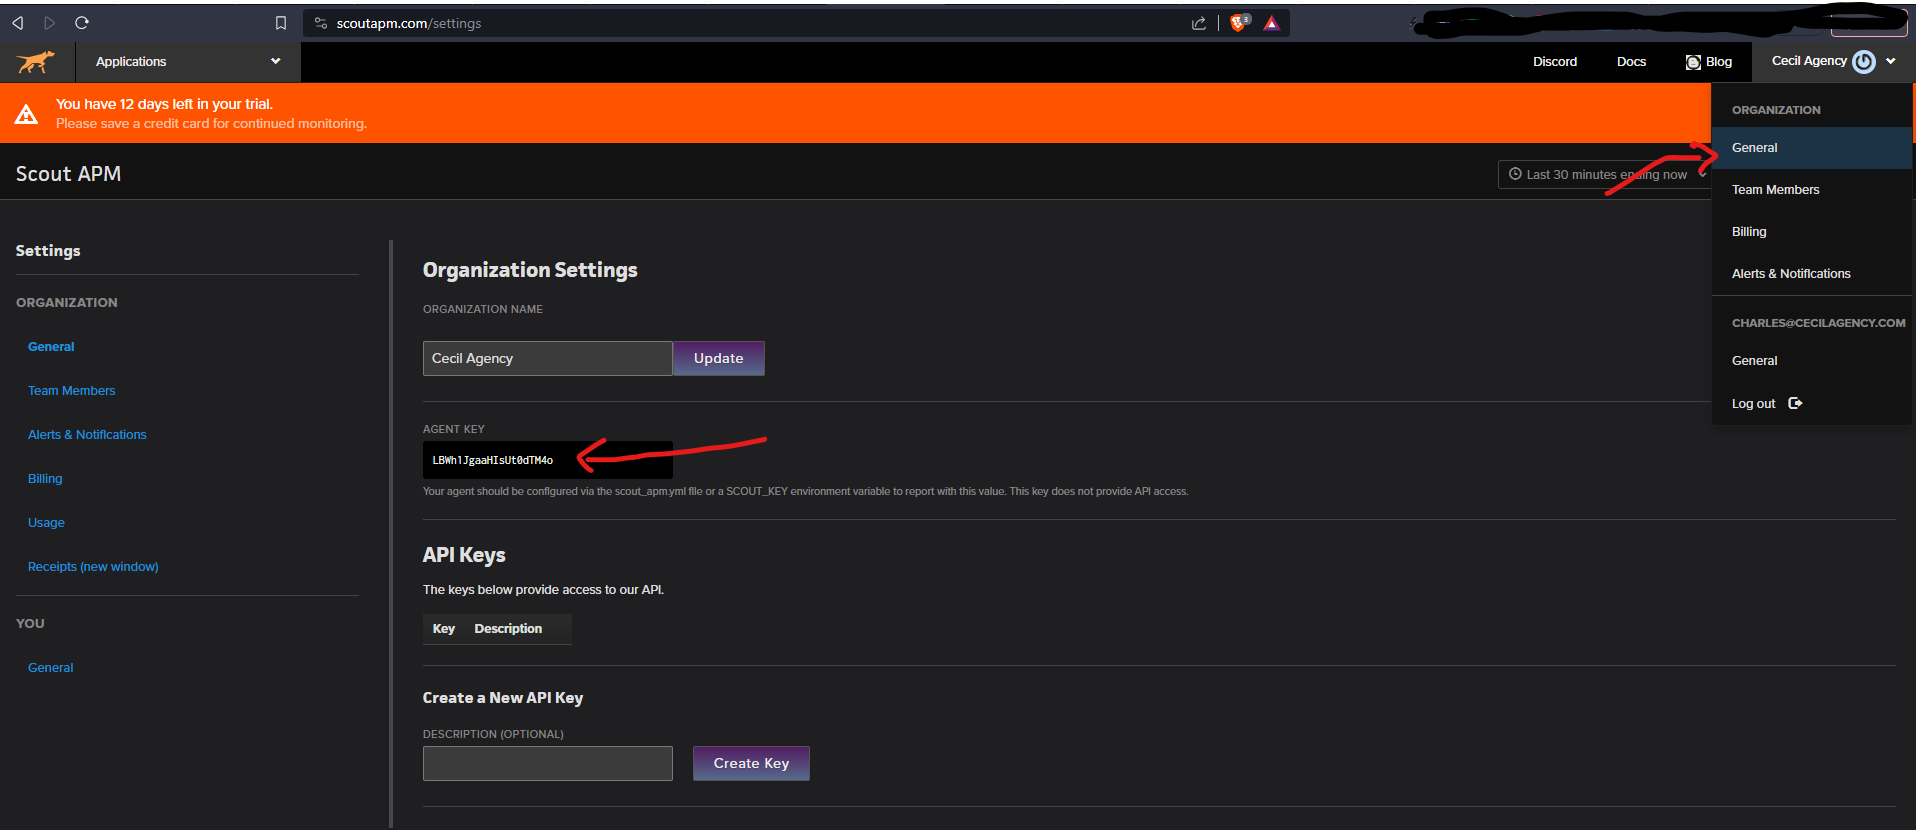 scoutapm.com/settings
3
Applications
Discord
Docs
Blog
Cecil Agency
You have 12 days left in your trial.
Please save a credit card for continued monitoring.
Scout APM
Last 30 minutes ending now
ORGANIZATION
General
Team Members
Billing
Alerts & Notifications
CHARLES@CECILAGENCY.COM
General
Log out
Settings
ORGANIZATION
General
Team Members
Alerts & Notifications
Billing
Usage
Receipts (new window)
YOU
General
Organization Settings
ORGANIZATION NAME
Cecil Agency
Update
AGENT KEY
LBWh1JgaaHIsUt0dTM4o
Your agent should be configured via the scout_apm.yml file or a SCOUT_KEY environment variable to report with this value. This key does not provide API access.
API Keys
The keys below provide access to our API.
Key Description
Create a New API Key
DESCRIPTION (OPTIONAL)
Create Key